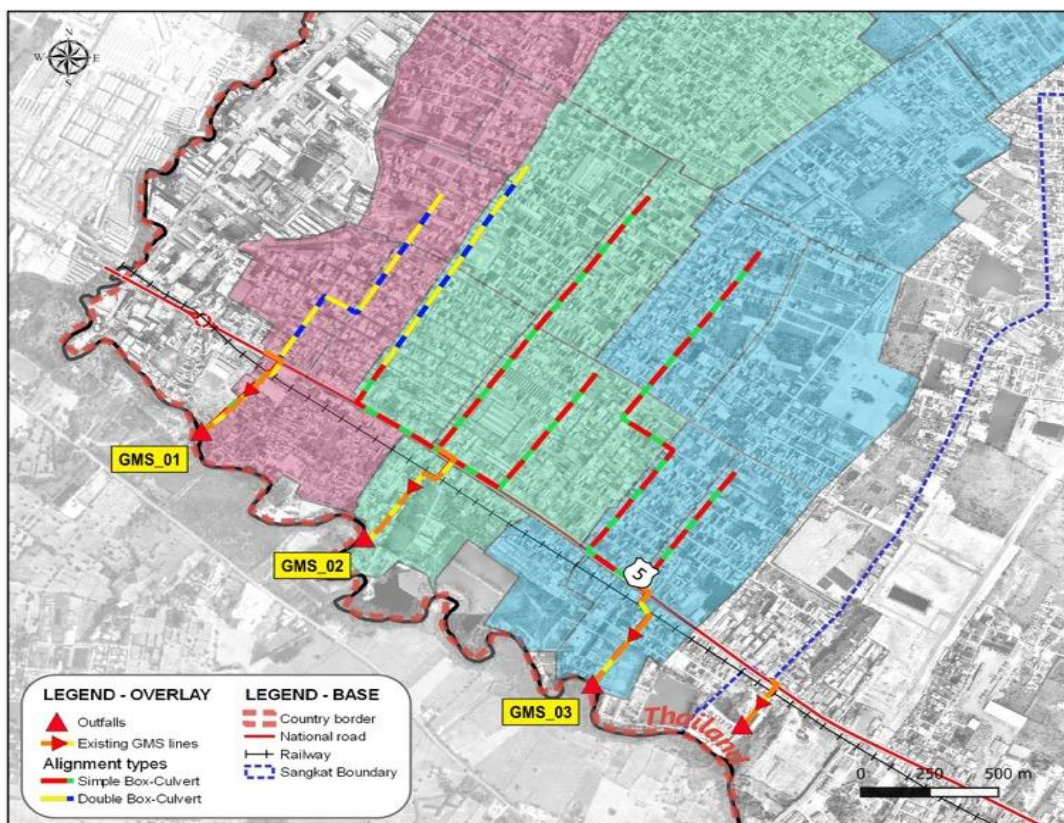 N
W E
S
GMS_01
GMS_02
5
GMS_03
Thailand
LEGEND - OVERLAY
Outfalls
Existing GMS lines
Alignment types
Simple Box-Culvert
Double Box-Culvert
LEGEND - BASE
Country border
National road
Railway
Sangkat Boundary
0 250 500 m